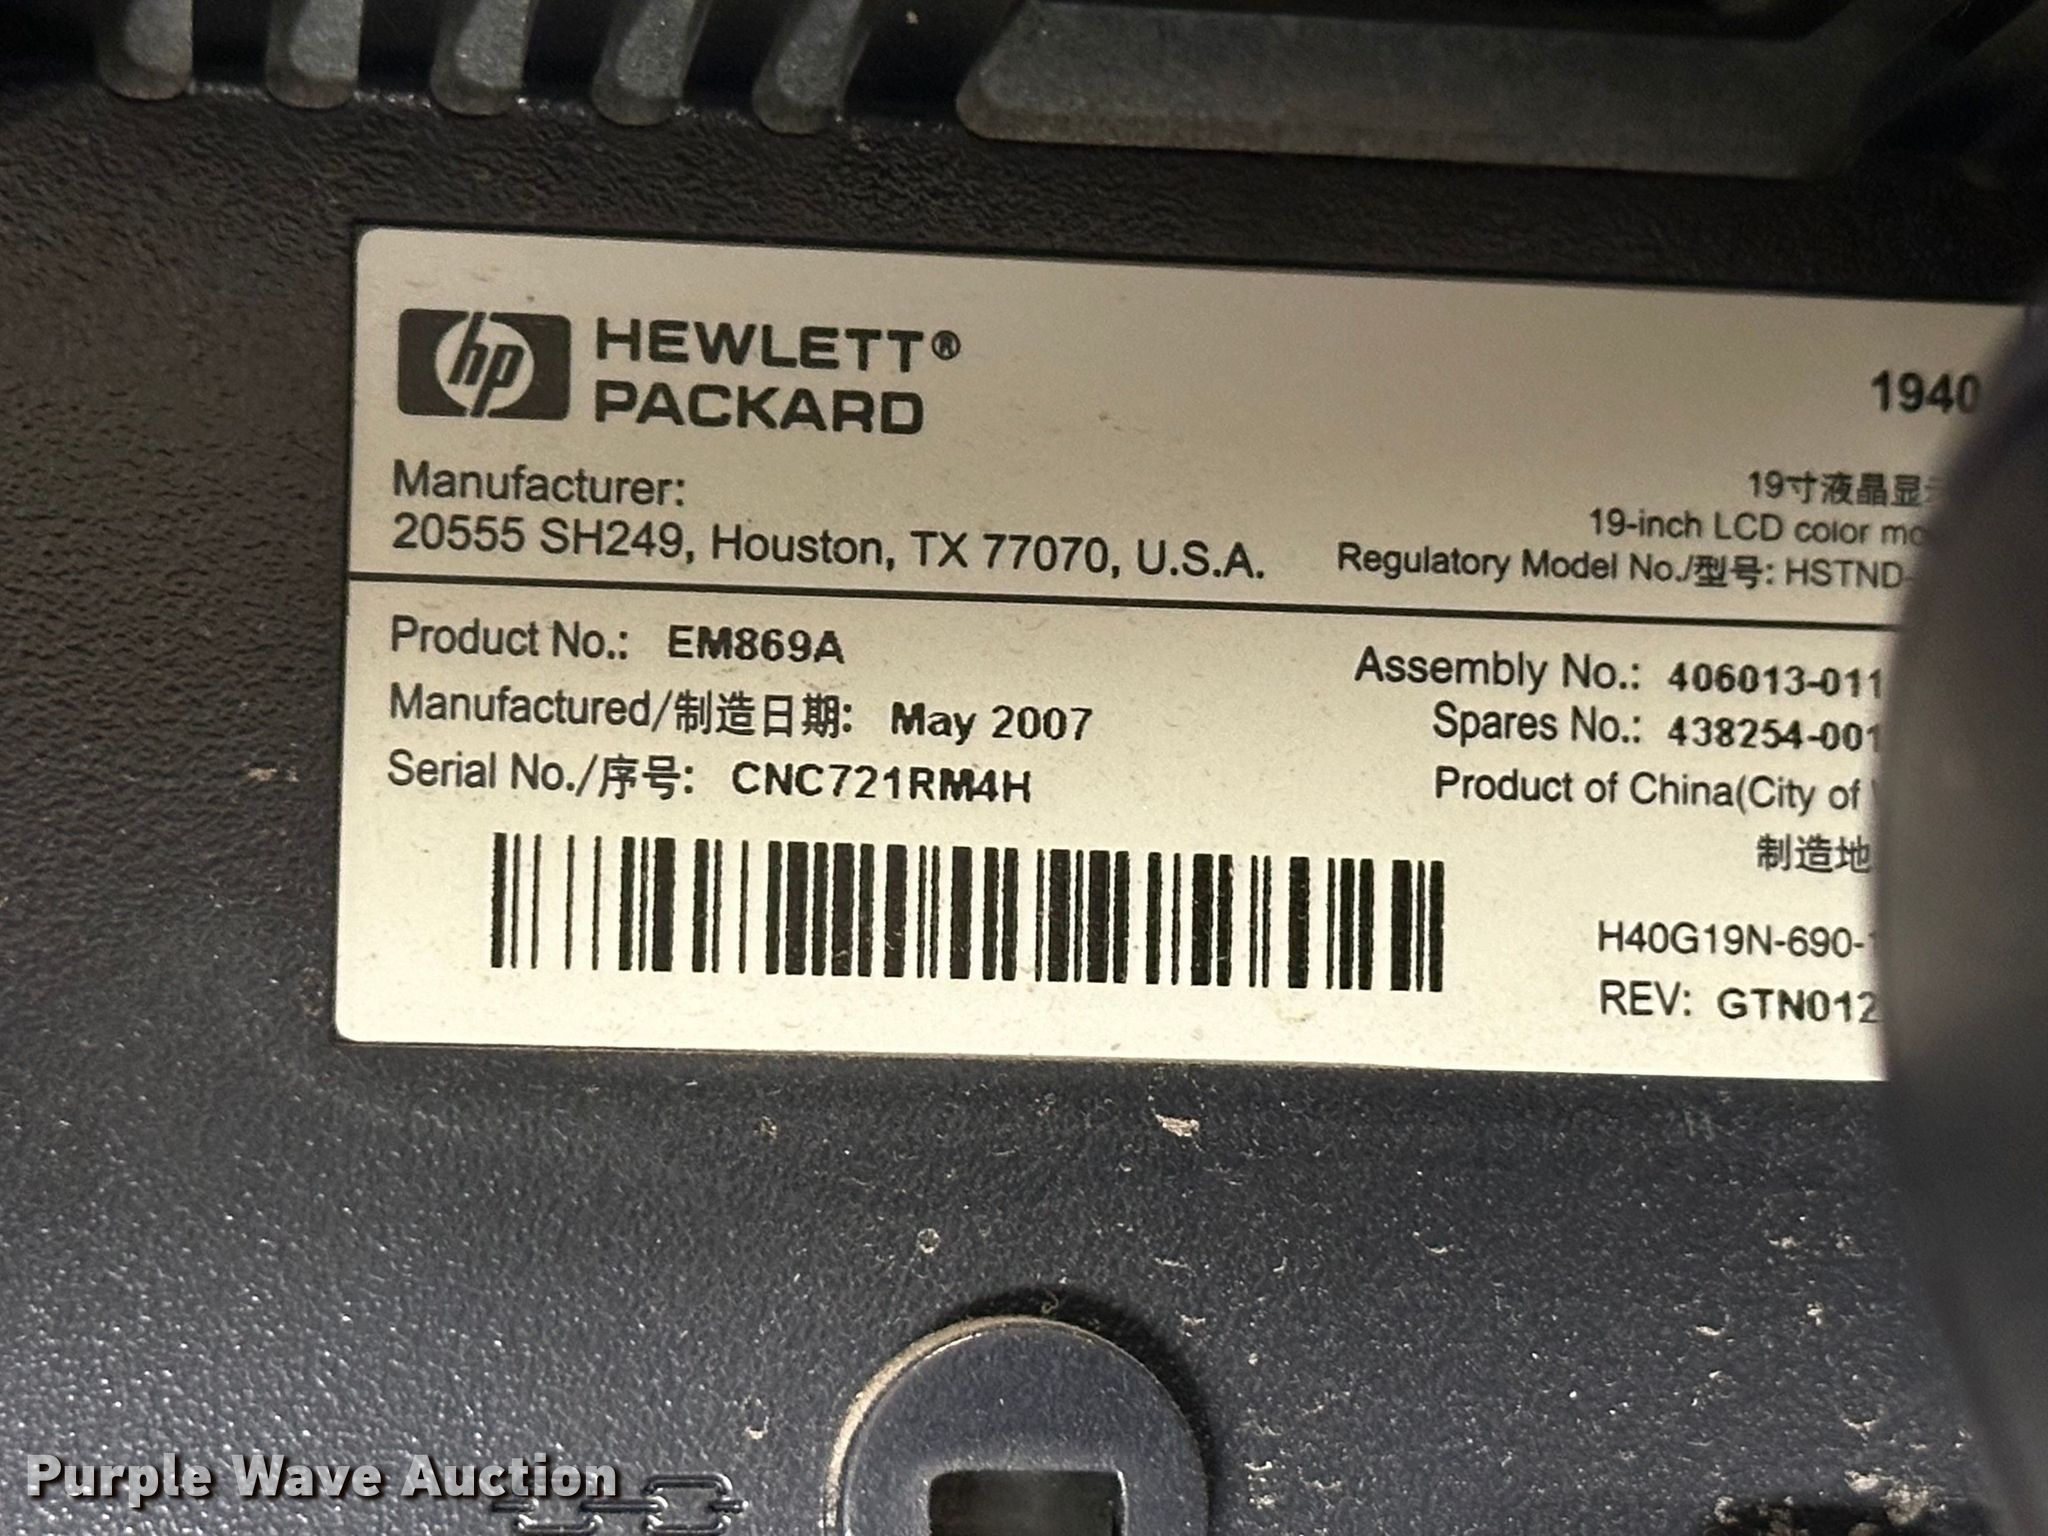 hp HEWLETT®
PACKARD
1940
Manufacturer:
20555 SH249, Houston, TX 77070, U.S.A.
19寸液晶显
19-inch LCD color
Regulatory Model No./型号: HSTND-
Product No.: EM869A
Manufactured/制造日期: May 2007
Serial No./序号: CNC721RM4H
Assembly No.: 406013-011
Spares No.: 438254-001
Product of China(City of
制造地
H40G19N-690-
REV: GTN012
Purple Wave Auction